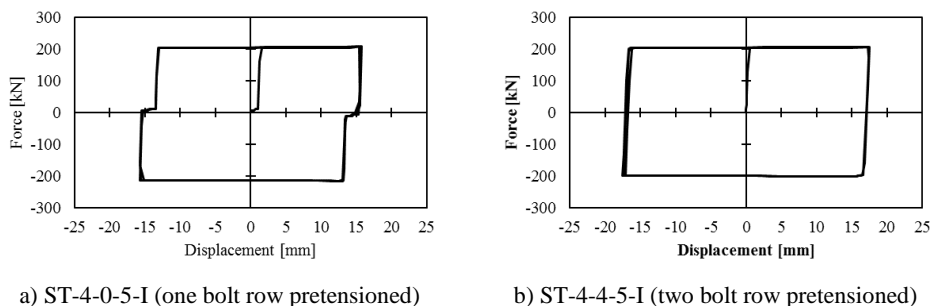 300
200
100
0
-100
-200
-300
-25 -20 -15 -10 -5 0 5 10 15 20 25
Force [kN]
Displacement [mm]
a) ST-4-0-5-I (one bolt row pretensioned)
300
200
100
0
-100
-200
-300
-25 -20 -15 -10 -5 0 5 10 15 20 25
Force [kN]
Displacement [mm]
b) ST-4-4-5-I (two bolt row pretensioned)